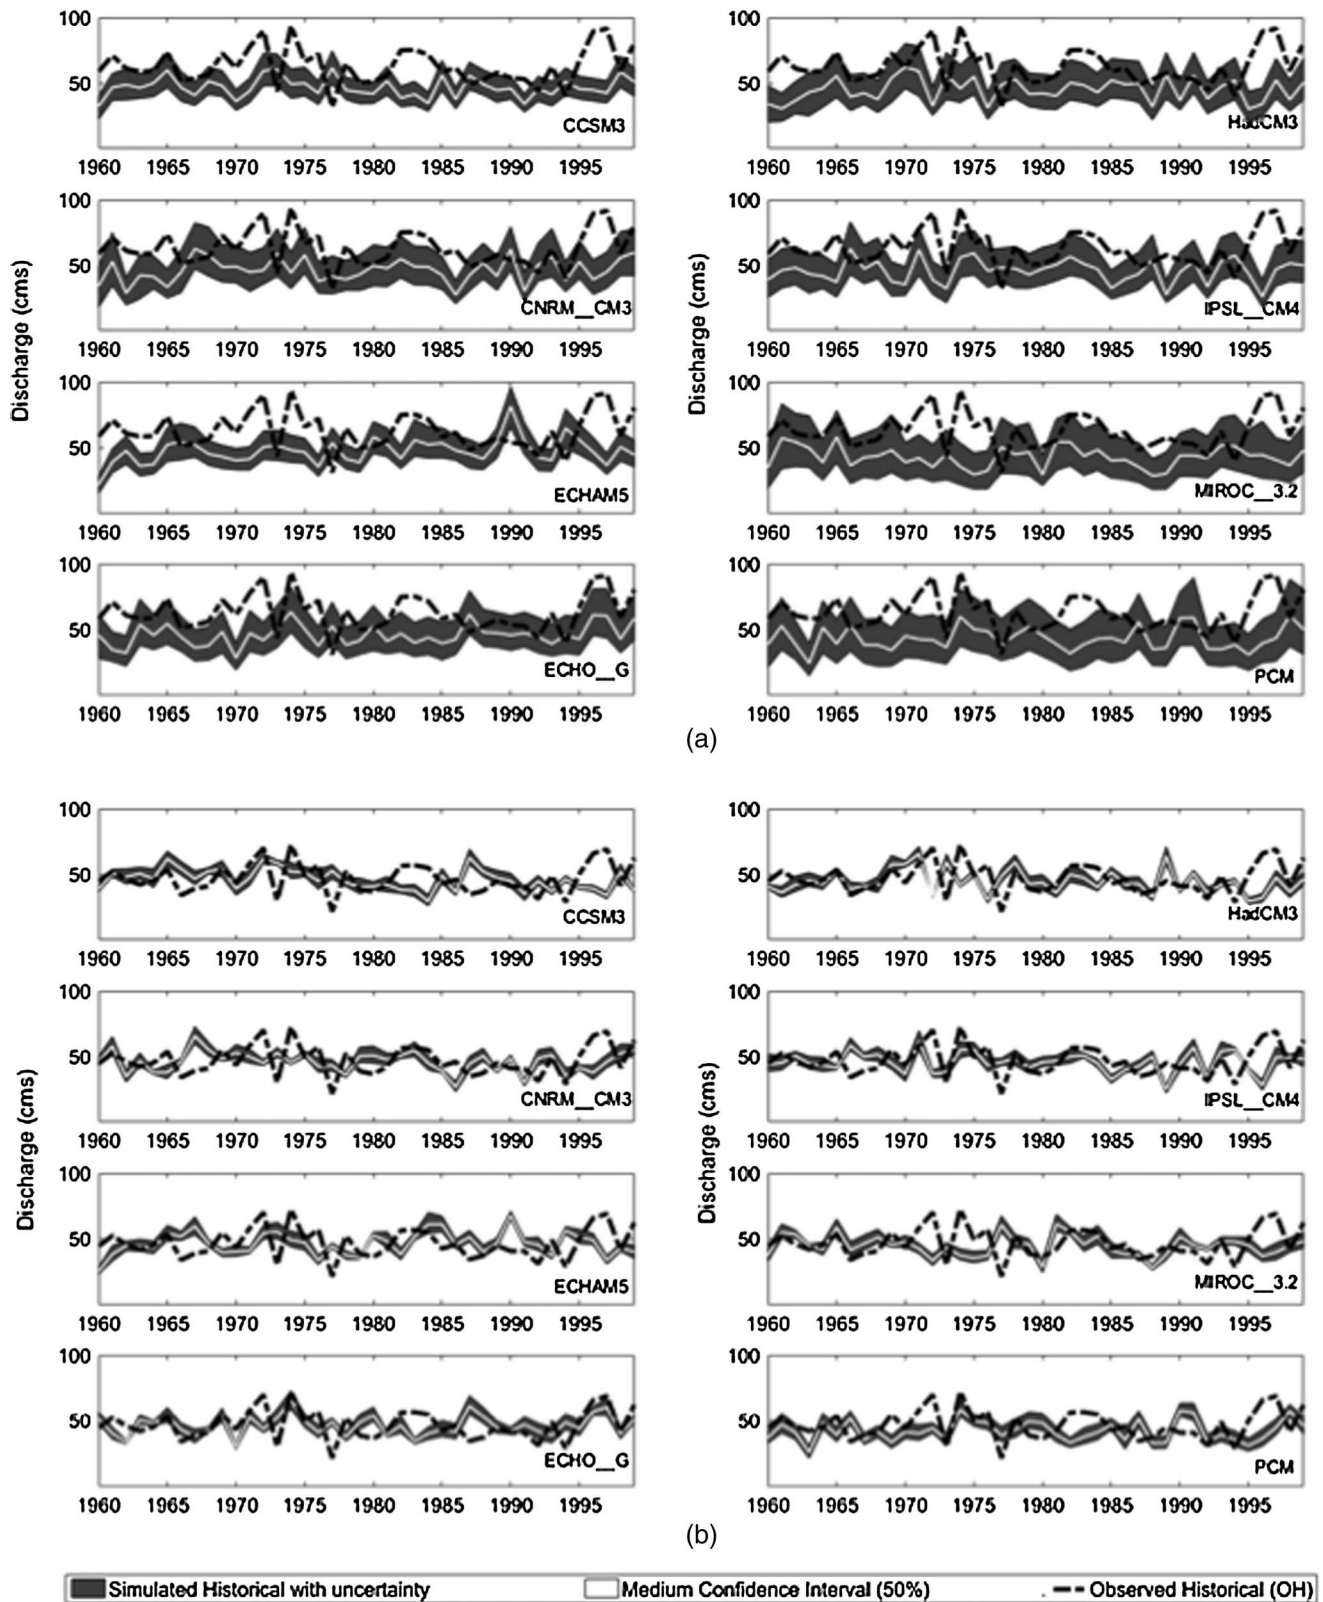 100
50
CCSM3
1960 1965 1970 1975 1980 1985 1990 1995
100
50
HadCM3
1960 1965 1970 1975 1980 1985 1990 1995
Discharge (cms)
100
50
CNRM__CM3
1960 1965 1970 1975 1980 1985 1990 1995
Discharge (cms)
100
50
IPSL__CM4
1960 1965 1970 1975 1980 1985 1990 1995
100
50
ECHAM5
1960 1965 1970 1975 1980 1985 1990 1995
100
50
MIROC__3.2
1960 1965 1970 1975 1980 1985 1990 1995
100
50
ECHO__G
1960 1965 1970 1975 1980 1985 1990 1995
100
50
PCM
1960 1965 1970 1975 1980 1985 1990 1995
(a)
100
50
CCSM3
1960 1965 1970 1975 1980 1985 1990 1995
100
50
HadCM3
1960 1965 1970 1975 1980 1985 1990 1995
Discharge (cms)
100
50
CNRM__CM3
1960 1965 1970 1975 1980 1985 1990 1995
Discharge (cms)
100
50
IPSL__CM4
1960 1965 1970 1975 1980 1985 1990 1995
100
50
ECHAM5
1960 1965 1970 1975 1980 1985 1990 1995
100
50
MIROC__3.2
1960 1965 1970 1975 1980 1985 1990 1995
100
50
ECHO__G
1960 1965 1970 1975 1980 1985 1990 1995
100
50
PCM
1960 1965 1970 1975 1980 1985 1990 1995
(b)
Simulated Historical with uncertainty
Medium Confidence Interval (50%)
Observed Historical (OH)